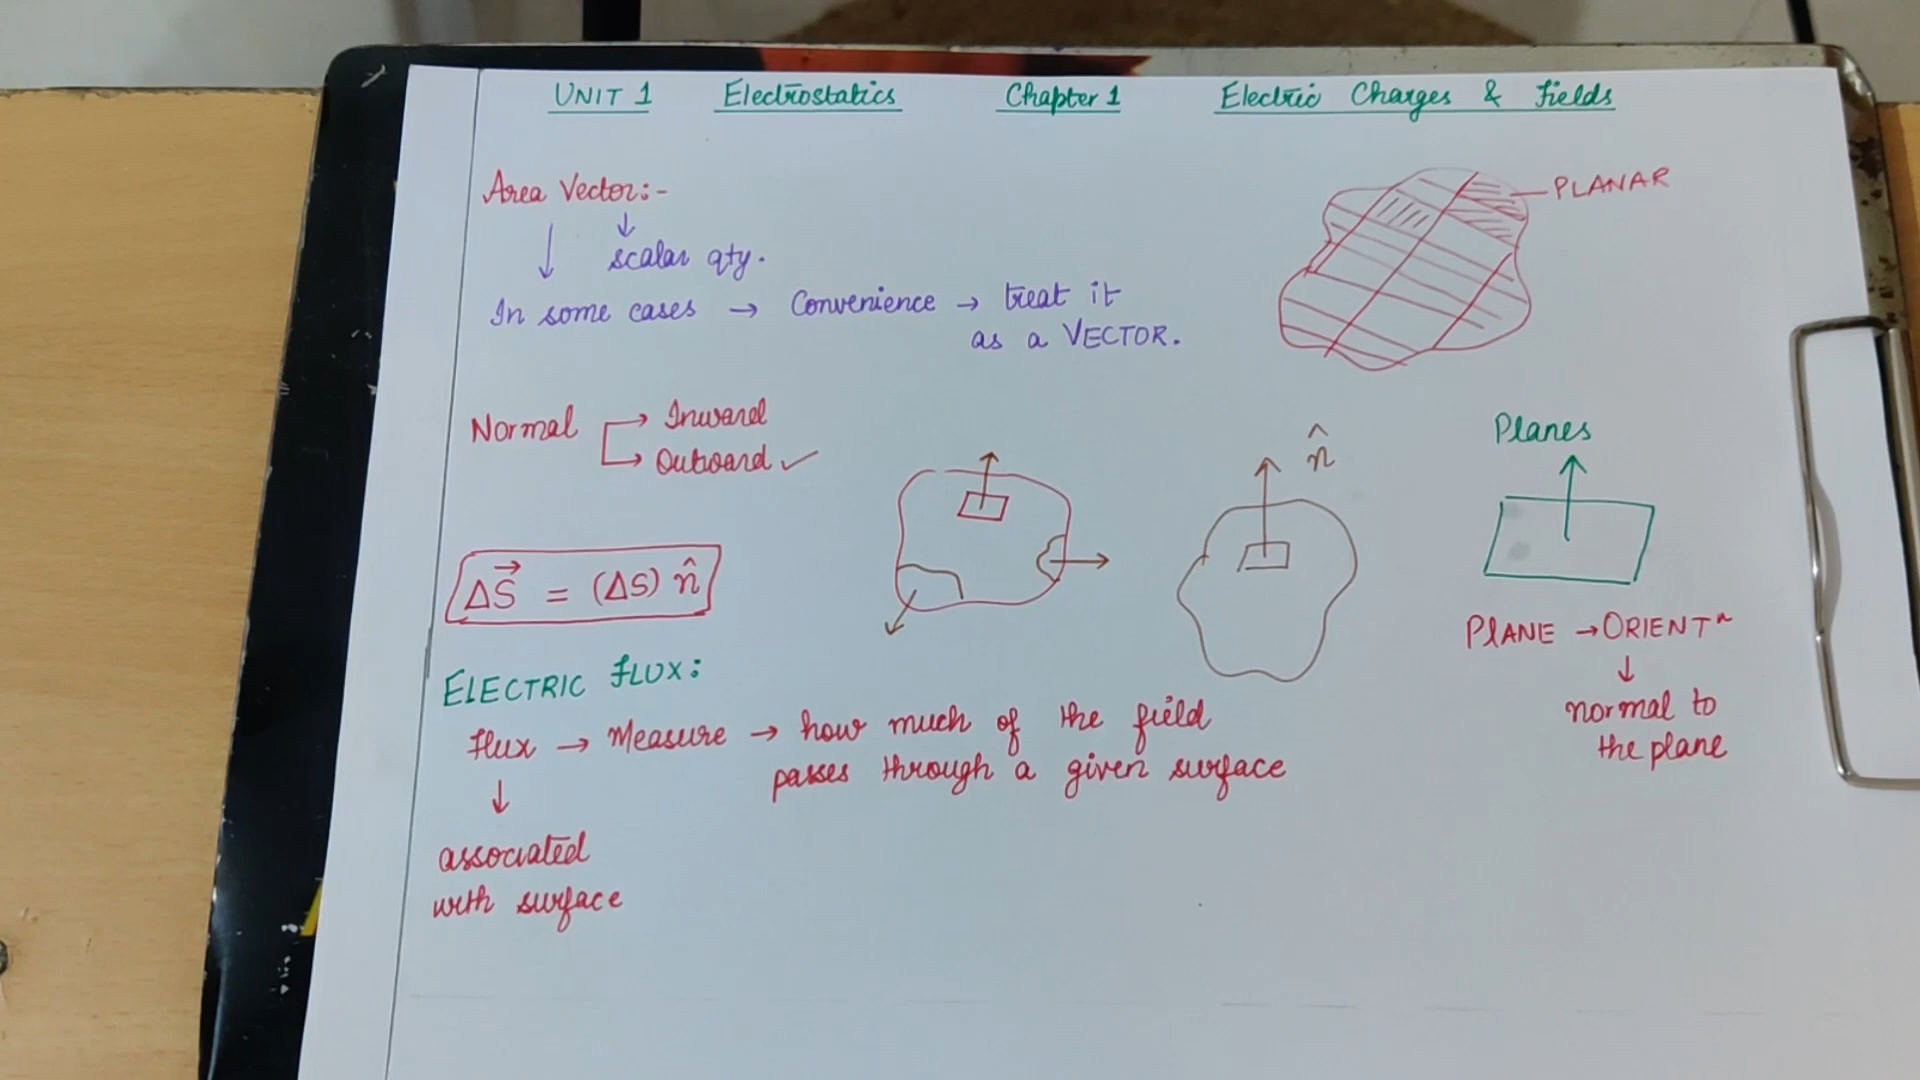 UNIT 1 Electrostatics Chapter 1 Electric Charges & Fields
Area Vector:-
scalar qty.
In some cases → Convenience → treat it
as a VECTOR.
PLANAR
Normal → Inward
→ Outward ✓
n̂
Planes
ΔS⃗ = (ΔS) n̂
PLANE → ORIENTⁿ
↓
normal to
the plane
ELECTRIC FLUX:
Flux → Measure → how much of the field
passes through a given surface
↓
associated
with surface